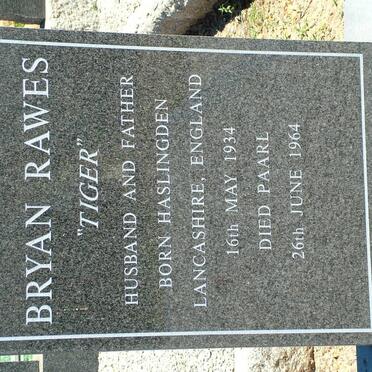 BRYAN RAWES
"TIGER"
HUSBAND AND FATHER
BORN HASLINGDEN
LANCASHIRE, ENGLAND
16th MAY 1934
DIED PAARL
26th JUNE 1964